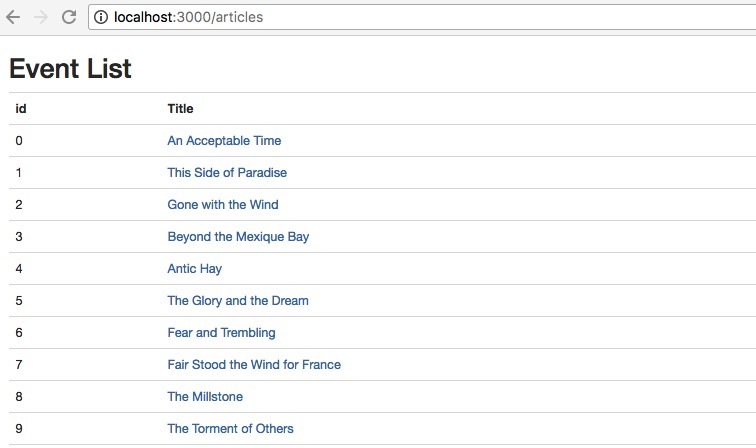 localhost:3000/articles
Event List
id Title
0 An Acceptable Time
1 This Side of Paradise
2 Gone with the Wind
3 Beyond the Mexique Bay
4 Antic Hay
5 The Glory and the Dream
6 Fear and Trembling
7 Fair Stood the Wind for France
8 The Millstone
9 The Torment of Others